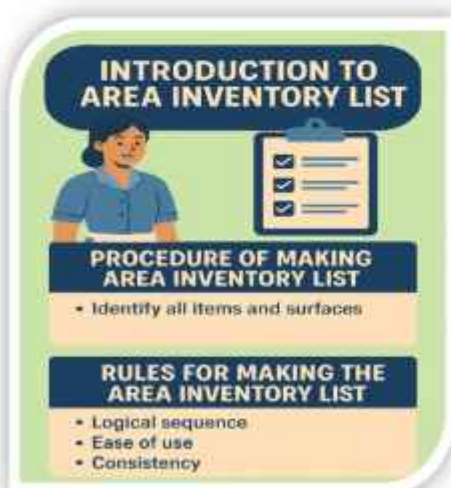 INTRODUCTION TO
AREA INVENTORY LIST
PROCEDURE OF MAKING
AREA INVENTORY LIST
• Identify all items and surfaces
RULES FOR MAKING THE
AREA INVENTORY LIST
• Logical sequence
• Ease of use
• Consistency